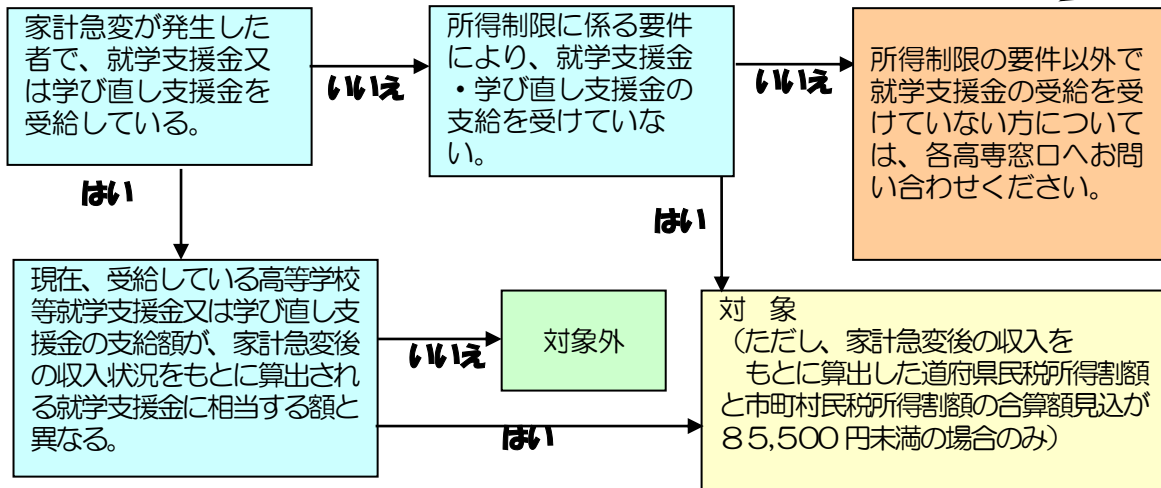 家計急変が発生した
者で、就学支援金又
は学び直し支援金を
受給している。
いいえ
所得制限に係る要件
により、就学支援金
・学び直し支援金の
支給を受けていな
い。
いいえ
所得制限の要件以外で
就学支援金の受給を受
けていない方について
は、各高専窓口へお問
い合わせください。
はい
はい
現在、受給している高等学校
等就学支援金又は学び直し支
援金の支給額が、家計急変後
の収入状況をもとに算出され
る就学支援金に相当する額と
異なる。
いいえ
対象外
はい
対　象
（ただし、家計急変後の収入を
もとに算出した道府県民税所得割額
と市町村民税所得割額の合算額見込が
８５,５００円未満の場合のみ）